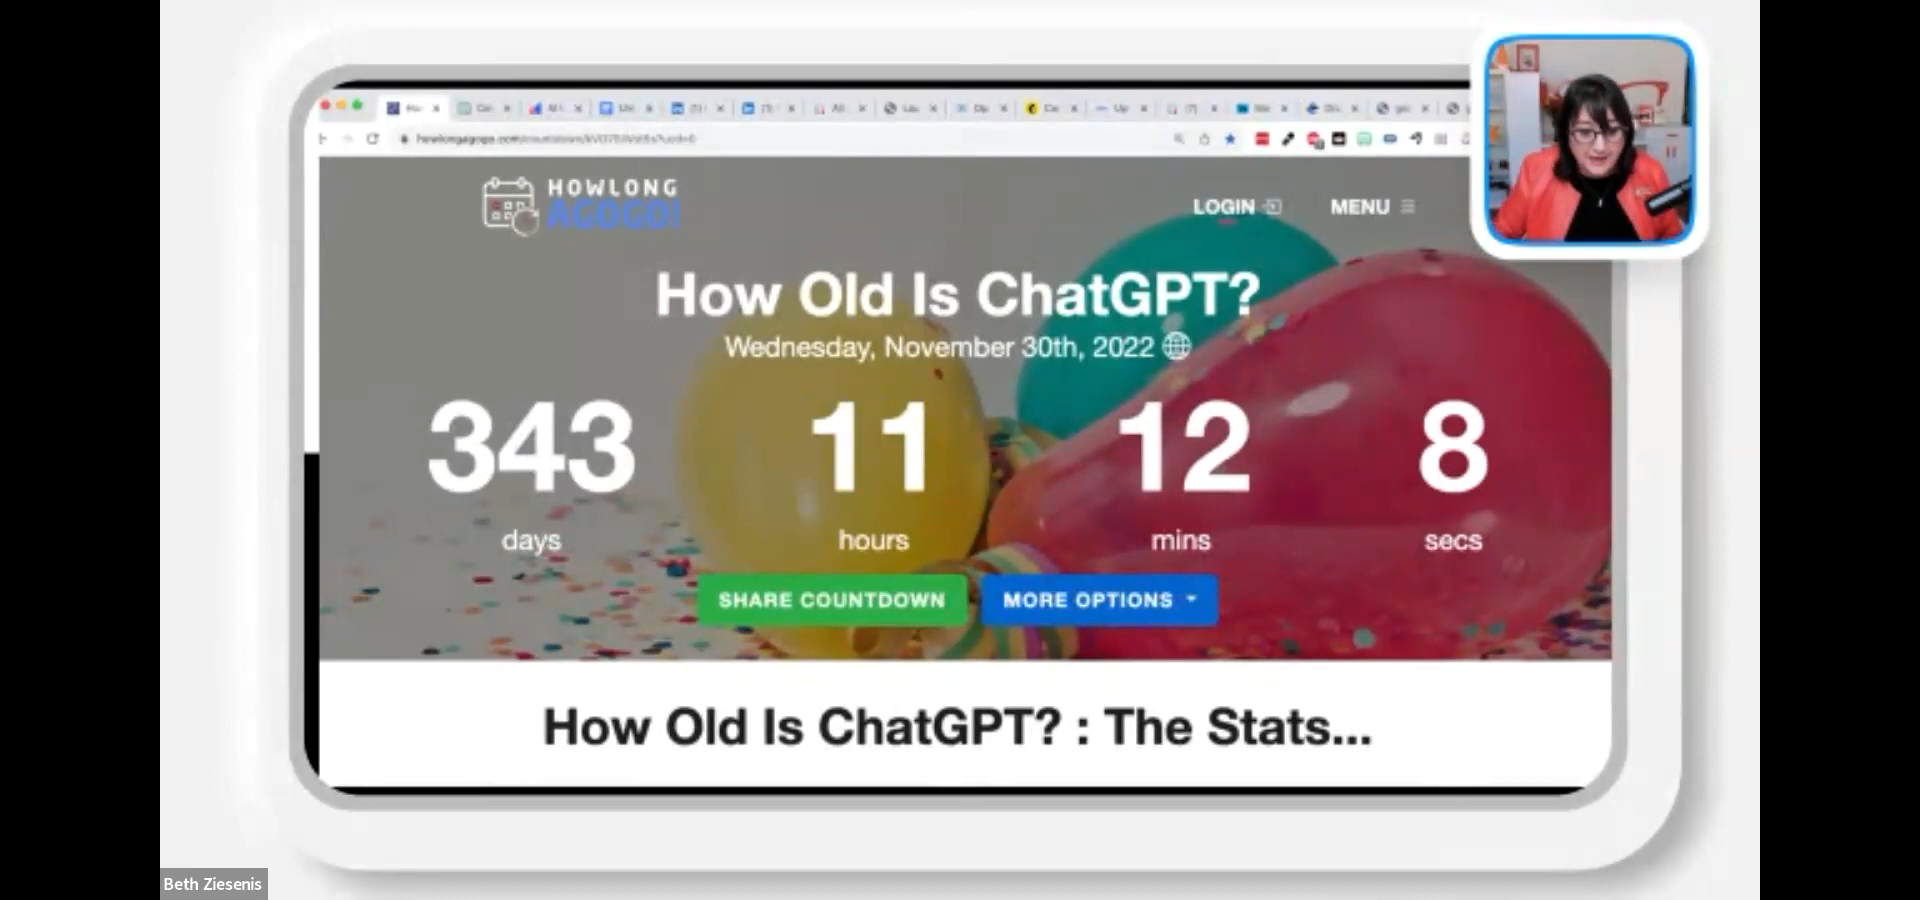 HOWLONG
AGOGO!
LOGIN
MENU
How Old Is ChatGPT?
Wednesday, November 30th, 2022
343
11
12
8
days
hours
mins
secs
SHARE COUNTDOWN
MORE OPTIONS
How Old Is ChatGPT? : The Stats...
Beth Ziesenis